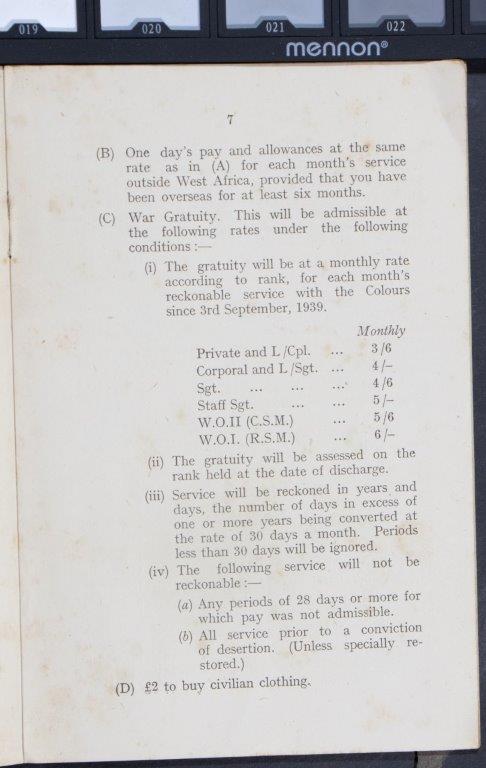 019 020 021 022
mennon®
7
(B) One day's pay and allowances at the same
rate as in (A) for each month's service
outside West Africa, provided that you have
been overseas for at least six months.
(C) War Gratuity. This will be admissible at
the following rates under the following
conditions :—
(i) The gratuity will be at a monthly rate
according to rank, for each month's
reckonable service with the Colours
since 3rd September, 1939.
Monthly
Private and L/Cpl. ... 3/6
Corporal and L/Sgt. ... 4/–
Sgt. ... ... ... 4/6
Staff Sgt. ... ... 5/–
W.O.II (C.S.M.) ... 5/6
W.O.I. (R.S.M.) ... 6/–
(ii) The gratuity will be assessed on the
rank held at the date of discharge.
(iii) Service will be reckoned in years and
days, the number of days in excess of
one or more years being converted at
the rate of 30 days a month. Periods
less than 30 days will be ignored.
(iv) The following service will not be
reckonable :—
(a) Any periods of 28 days or more for
which pay was not admissible.
(b) All service prior to a conviction
of desertion. (Unless specially re-
stored.)
(D) £2 to buy civilian clothing.